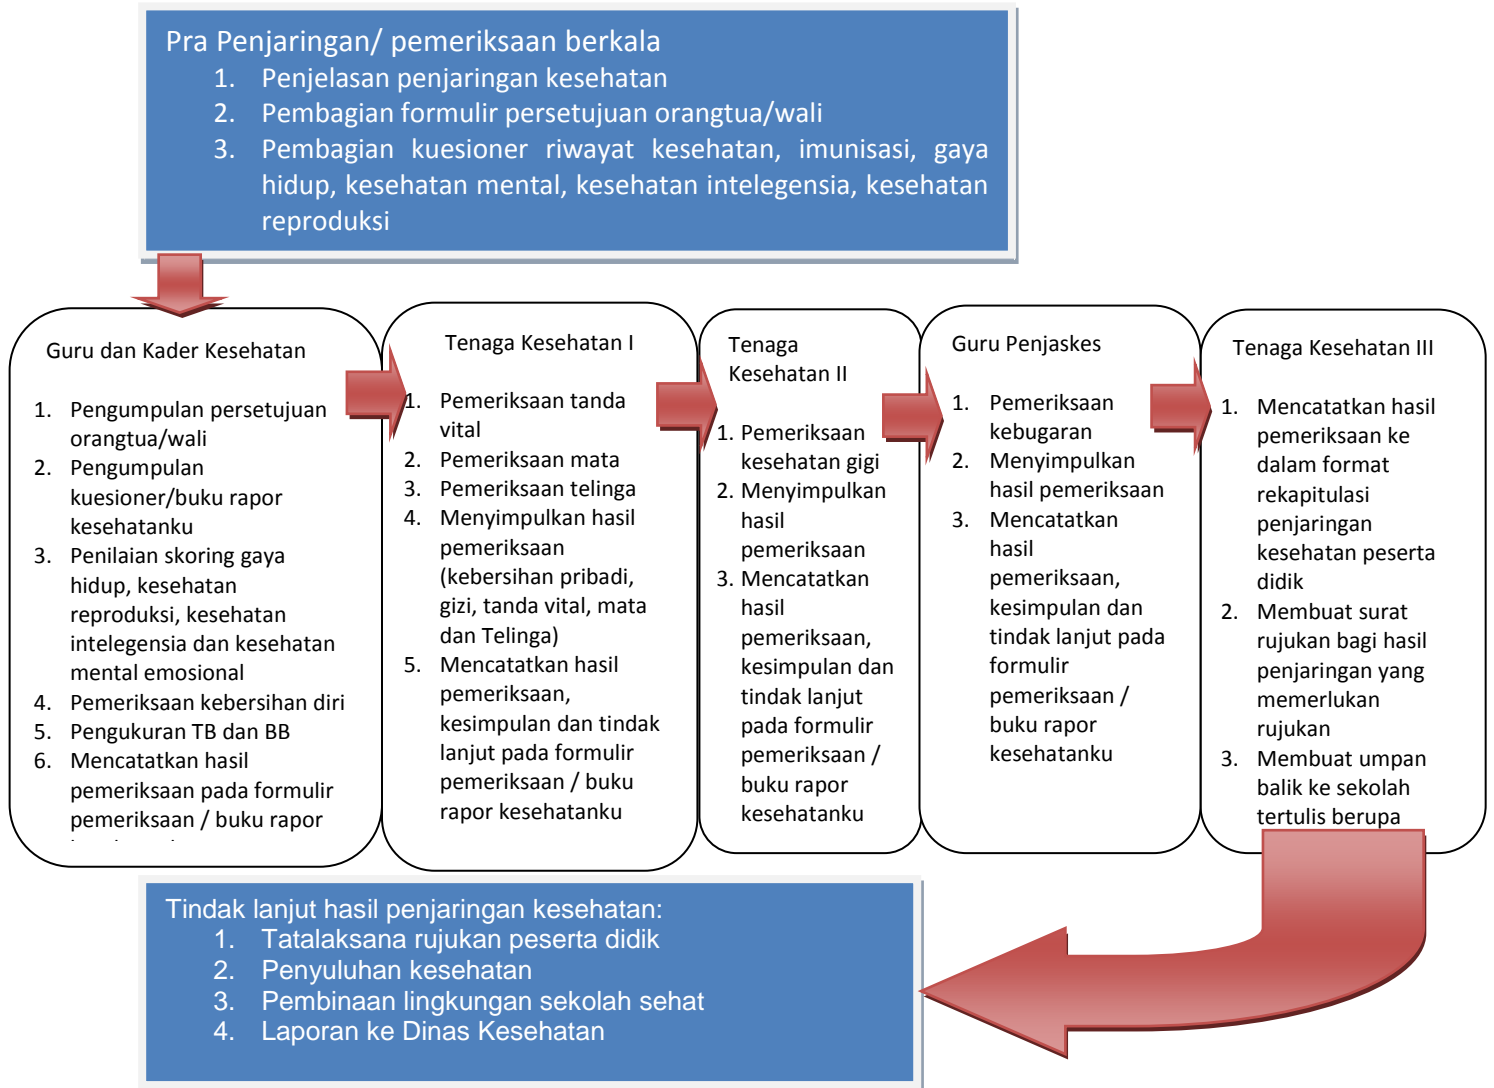 Pra Penjaringan/ pemeriksaan berkala
1. Penjelasan penjaringan kesehatan
2. Pembagian formulir persetujuan orangtua/wali
3. Pembagian kuesioner riwayat kesehatan, imunisasi, gaya
hidup, kesehatan mental, kesehatan intelegensia, kesehatan
reproduksi
Guru dan Kader Kesehatan
1. Pengumpulan persetujuan
orangtua/wali
2. Pengumpulan
kuesioner/buku rapor
kesehatanku
3. Penilaian skoring gaya
hidup, kesehatan
reproduksi, kesehatan
intelegensia dan kesehatan
mental emosional
4. Pemeriksaan kebersihan diri
5. Pengukuran TB dan BB
6. Mencatatkan hasil
pemeriksaan pada formulir
pemeriksaan / buku rapor
Tenaga Kesehatan I
1. Pemeriksaan tanda
vital
2. Pemeriksaan mata
3. Pemeriksaan telinga
4. Menyimpulkan hasil
pemeriksaan
(kebersihan pribadi,
gizi, tanda vital, mata
dan Telinga)
5. Mencatatkan hasil
pemeriksaan,
kesimpulan dan tindak
lanjut pada formulir
pemeriksaan / buku
rapor kesehatanku
Tenaga
Kesehatan II
1. Pemeriksaan
kesehatan gigi
2. Menyimpulkan
hasil
pemeriksaan
3. Mencatatkan
hasil
pemeriksaan,
kesimpulan dan
tindak lanjut
pada formulir
pemeriksaan /
buku rapor
kesehatanku
Guru Penjaskes
1. Pemeriksaan
kebugaran
2. Menyimpulkan
hasil pemeriksaan
3. Mencatatkan
hasil
pemeriksaan,
kesimpulan dan
tindak lanjut pada
formulir
pemeriksaan /
buku rapor
kesehatanku
Tenaga Kesehatan III
1. Mencatatkan hasil
pemeriksaan ke
dalam format
rekapitulasi
penjaringan
kesehatan peserta
didik
2. Membuat surat
rujukan bagi hasil
penjaringan yang
memerlukan
rujukan
3. Membuat umpan
balik ke sekolah
tertulis berupa
Tindak lanjut hasil penjaringan kesehatan:
1. Tatalaksana rujukan peserta didik
2. Penyuluhan kesehatan
3. Pembinaan lingkungan sekolah sehat
4. Laporan ke Dinas Kesehatan